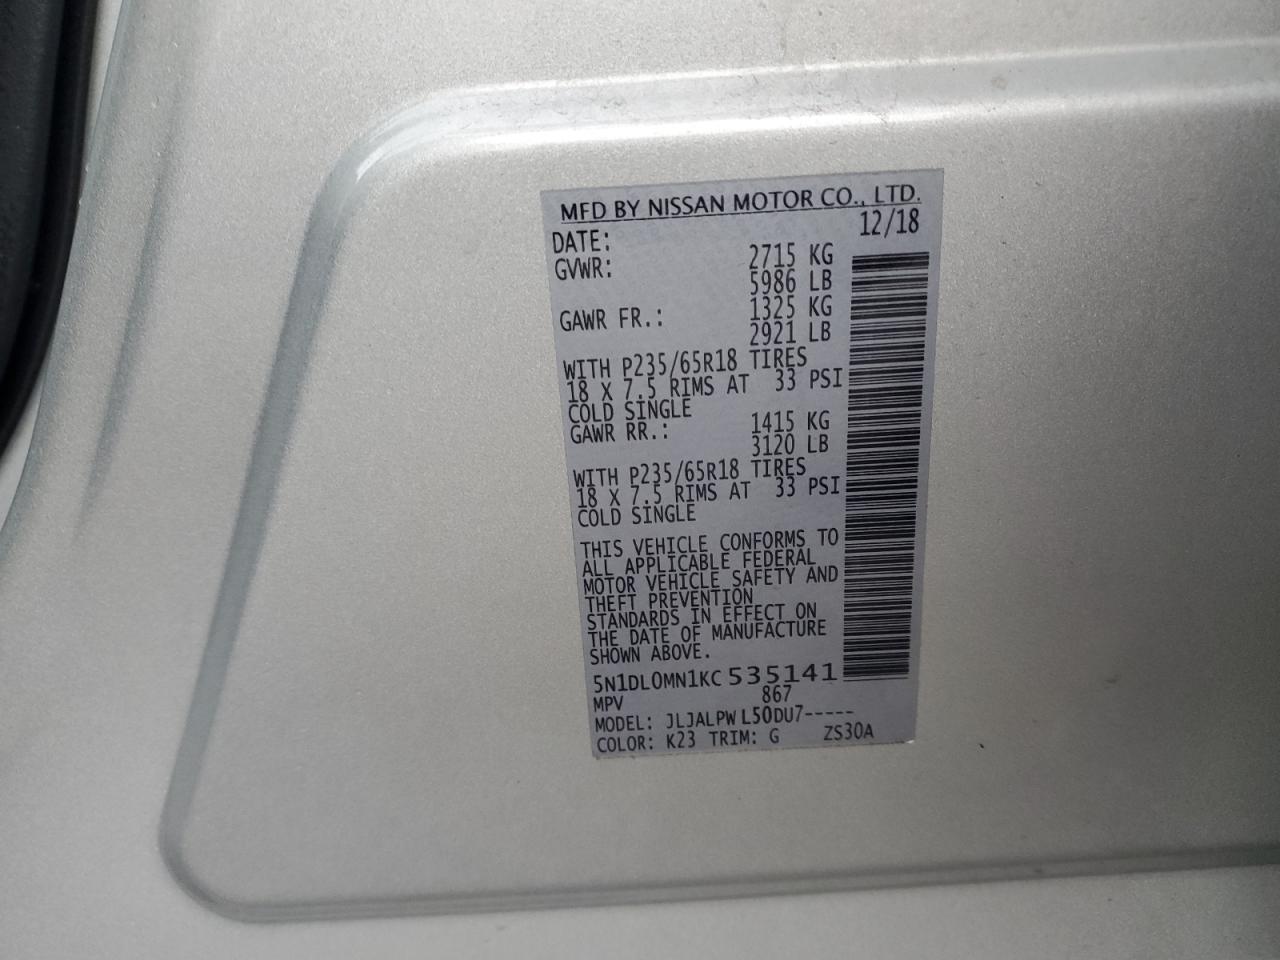 MFD BY NISSAN MOTOR CO., LTD.
DATE: 12/18
GVWR: 2715 KG
5986 LB
GAWR FR.: 1325 KG
2921 LB
WITH P235/65R18 TIRES
18 X 7.5 RIMS AT 33 PSI
COLD SINGLE
GAWR RR.: 1415 KG
3120 LB
WITH P235/65R18 TIRES
18 X 7.5 RIMS AT 33 PSI
COLD SINGLE
THIS VEHICLE CONFORMS TO
ALL APPLICABLE FEDERAL
MOTOR VEHICLE SAFETY AND
THEFT PREVENTION
STANDARDS IN EFFECT ON
THE DATE OF MANUFACTURE
SHOWN ABOVE.
5N1DL0MN1KC535141
MPV 867
MODEL: JLJALPWL50DU7-----
COLOR: K23 TRIM: G ZS30A